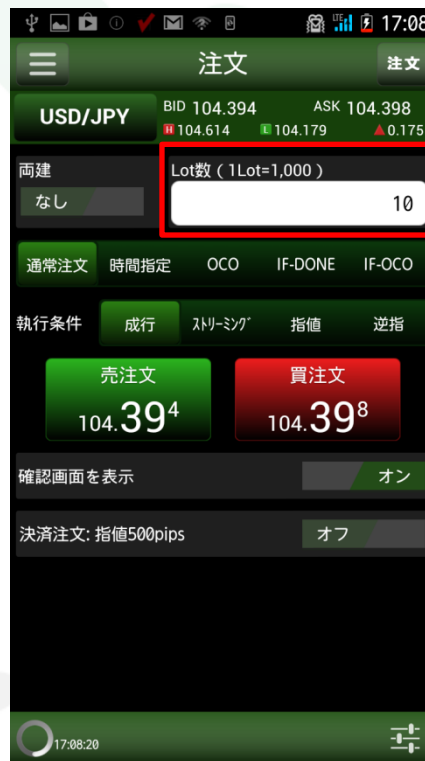 17:08
注文
注文
USD/JPY
BID 104.394 ASK 104.398
H 104.614 L 104.179 ▲0.175
両建
なし
Lot数 ( 1Lot=1,000 )
10
通常注文 時間指定 OCO IF-DONE IF-OCO
執行条件 成行 ｽﾄﾘｰﾐﾝｸﾞ 指値 逆指
売注文
104.394
買注文
104.398
確認画面を表示 オン
決済注文: 指値500pips オフ
17:08:20